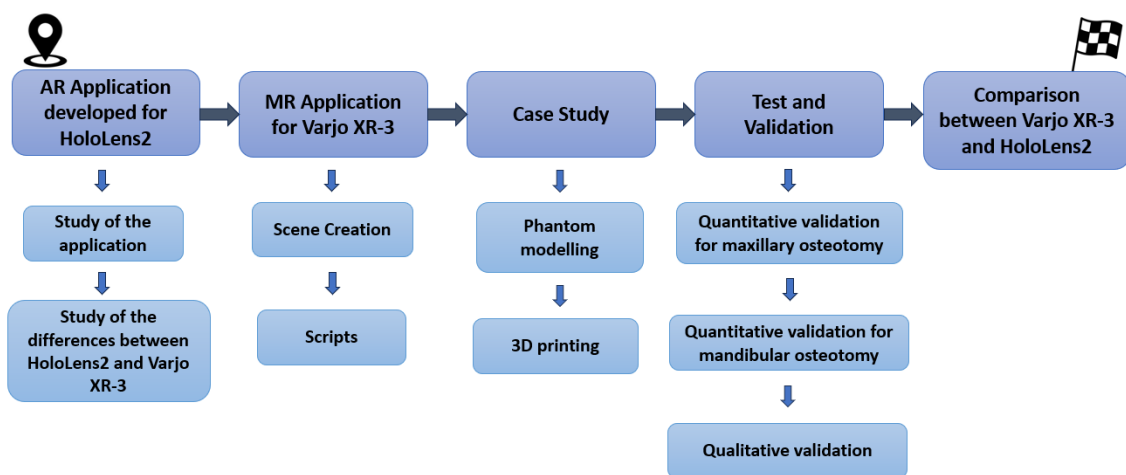 AR Application
developed for
HoloLens2
MR Application
for Varjo XR-3
Case Study
Test and
Validation
Comparison
between Varjo XR-3
and HoloLens2
Study of the
application
Study of the
differences between
HoloLens2 and Varjo
XR-3
Scene Creation
Scripts
Phantom
modelling
3D printing
Quantitative validation
for maxillary osteotomy
Quantitative validation for
mandibular osteotomy
Qualitative validation